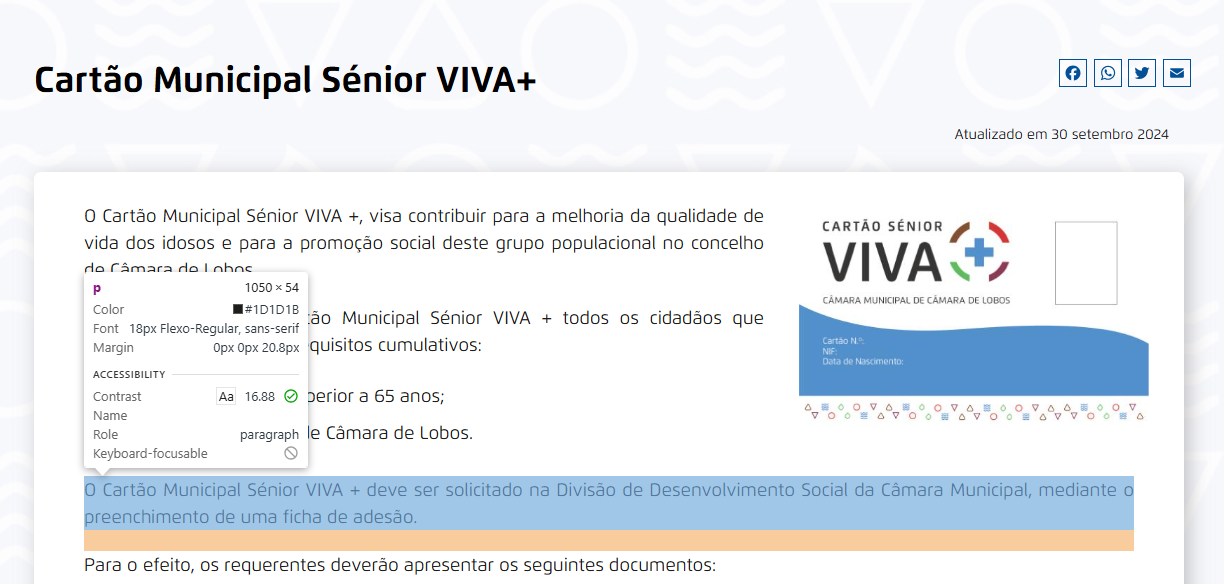 Cartão Municipal Sénior VIVA+
Atualizado em 30 setembro 2024
O Cartão Municipal Sénior VIVA +, visa contribuir para a melhoria da qualidade de
vida dos idosos e para a promoção social deste grupo populacional no concelho
de Câmara de Lobos.
CARTÃO SÉNIOR
VIVA+
CÂMARA MUNICIPAL DE CÂMARA DE LOBOS
Cartão N.º:
NIF:
Data de Nascimento:
p 1050 × 54
Color #1D1D1B
Font 18px Flexo-Regular, sans-serif
Margin 0px 0px 20.8px
ACCESSIBILITY
Contrast Aa 16.88
Name
Role paragraph
Keyboard-focusable
Municipal Sénior VIVA + todos os cidadãos que
cumulativos:
a 65 anos;
de Câmara de Lobos.
O Cartão Municipal Sénior VIVA + deve ser solicitado na Divisão de Desenvolvimento Social da Câmara Municipal, mediante o
preenchimento de uma ficha de adesão.
Para o efeito, os requerentes deverão apresentar os seguintes documentos: